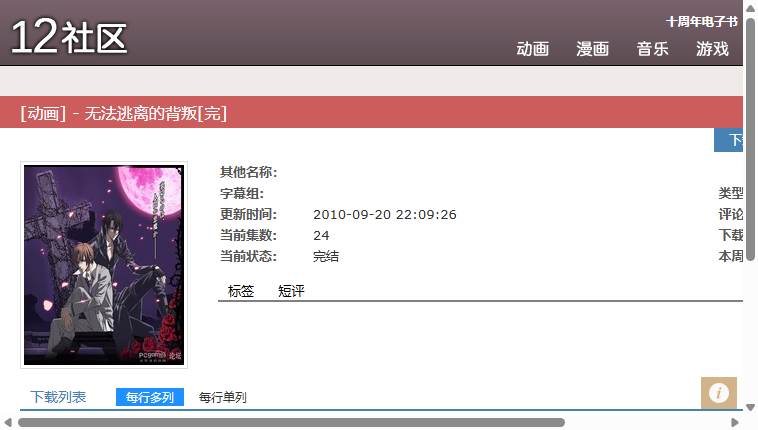 12社区
十周年电子书
动画 漫画 音乐 游戏
[动画] - 无法逃离的背叛[完]
下
其他名称:
字幕组: 类型
更新时间: 2010-09-20 22:09:26 评论
当前集数: 24 下载
当前状态: 完结 本周
标签 短评
PCgames 论坛
下载列表 每行多列 每行单列
i